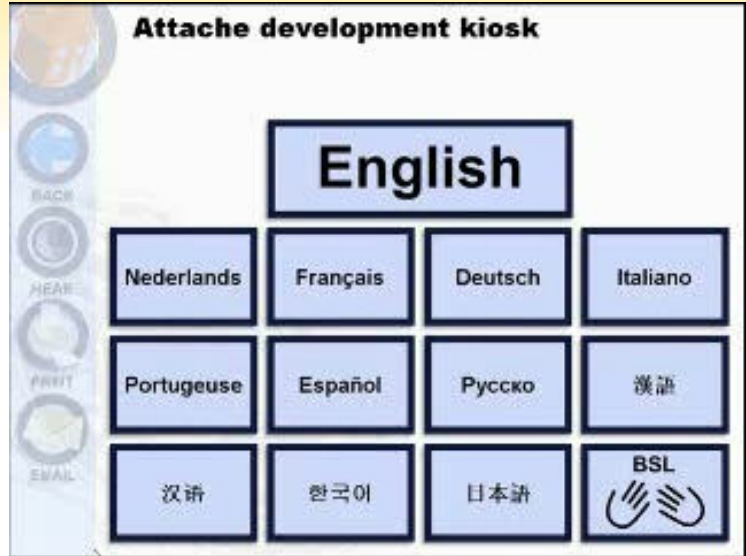 Attache development kiosk
English
BACK
Nederlands
Français
Deutsch
Italiano
HEAR
Portugeuse
Español
Русско
漢語
PRINT
汉语
한국어
日本語
BSL
EMAIL